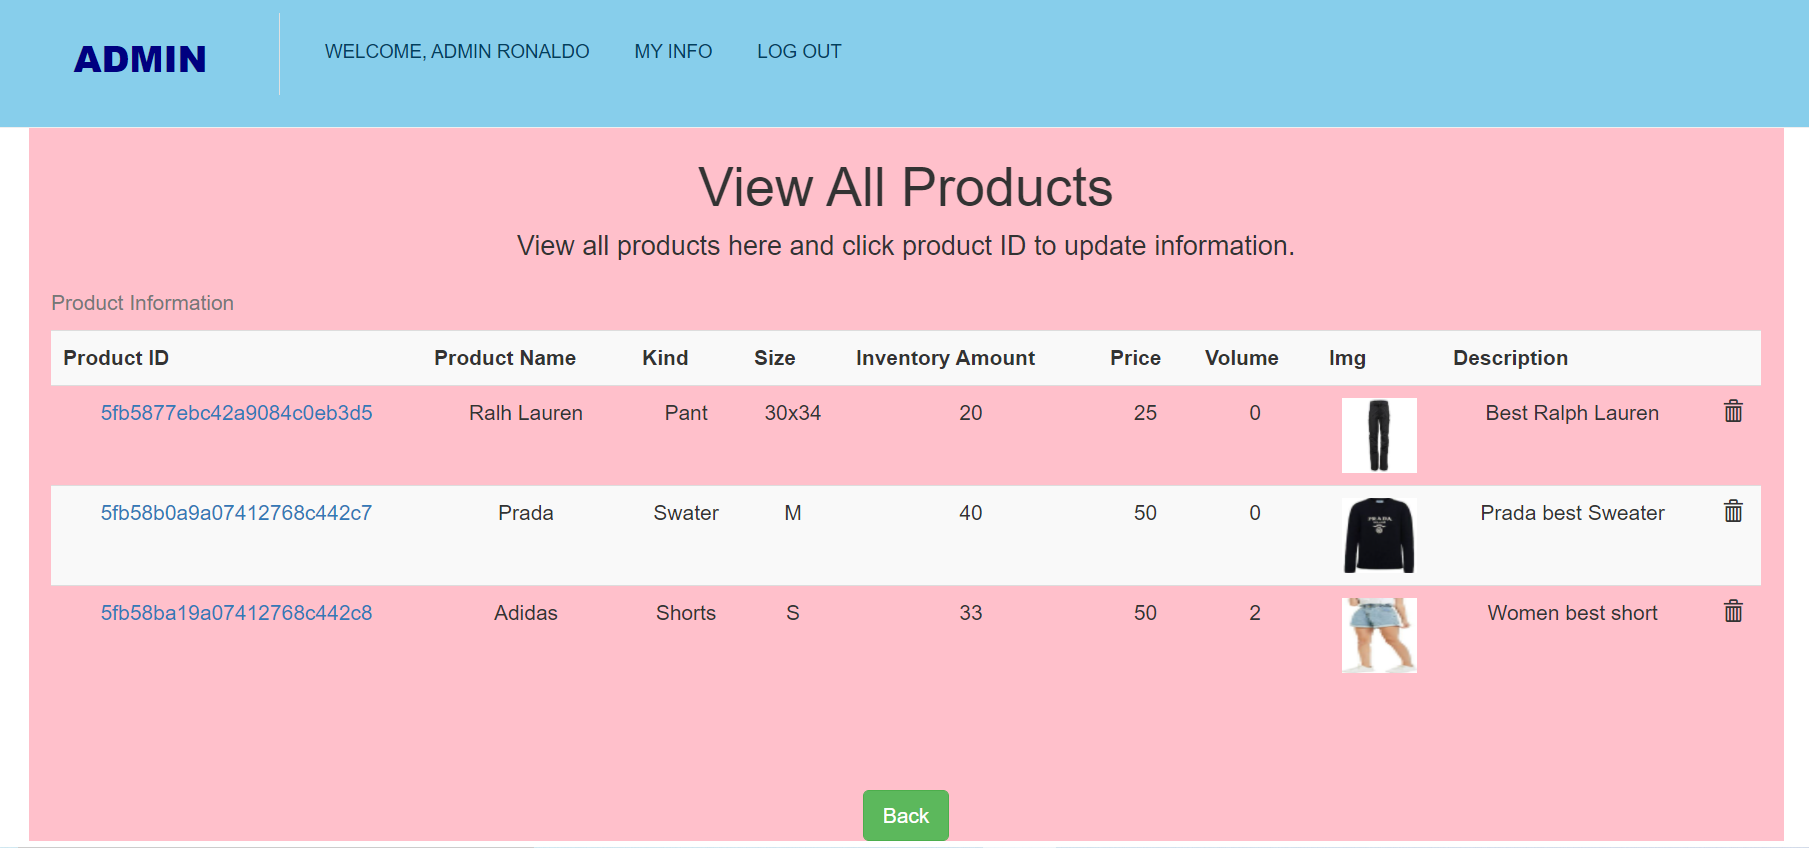 ADMIN WELCOME, ADMIN RONALDO MY INFO LOG OUT
View All Products
View all products here and click product ID to update information.
Product Information
Product ID Product Name Kind Size Inventory Amount Price Volume Img Description
5fb5877ebc42a9084c0eb3d5 Ralh Lauren Pant 30x34 20 25 0 Best Ralph Lauren
5fb58b0a9a07412768c442c7 Prada Swater M 40 50 0 PRADA Prada best Sweater
5fb58ba19a07412768c442c8 Adidas Shorts S 33 50 2 Women best short
Back